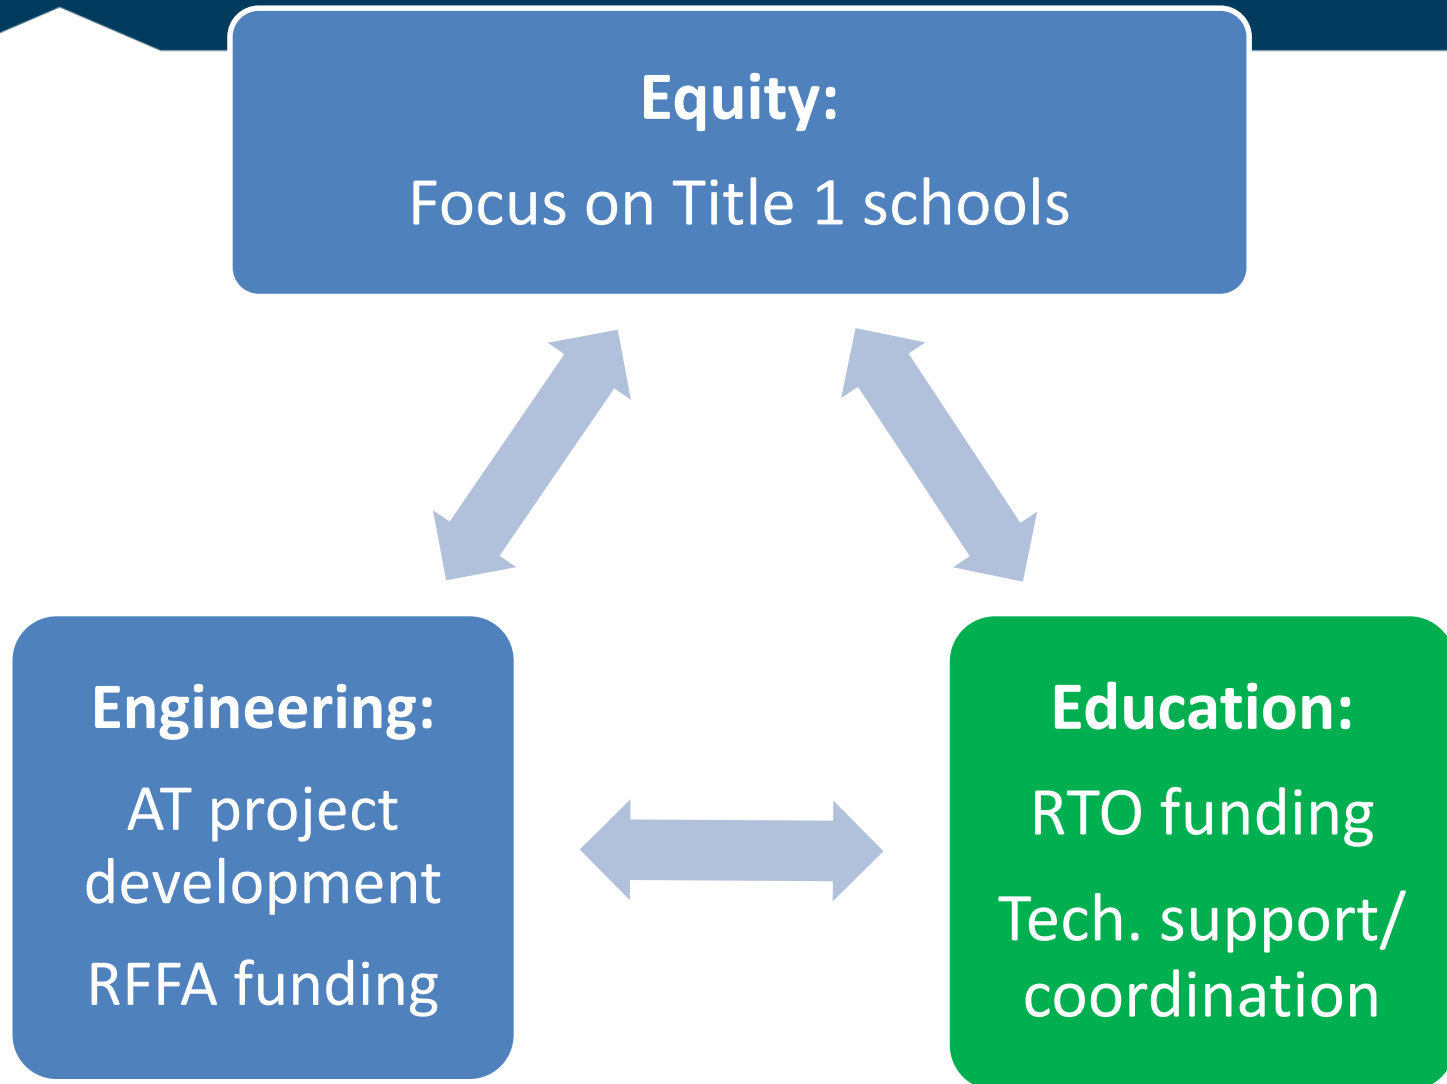 Equity:
Focus on Title 1 schools
Engineering:
AT project
development
RFFA funding
Education:
RTO funding
Tech. support/
coordination